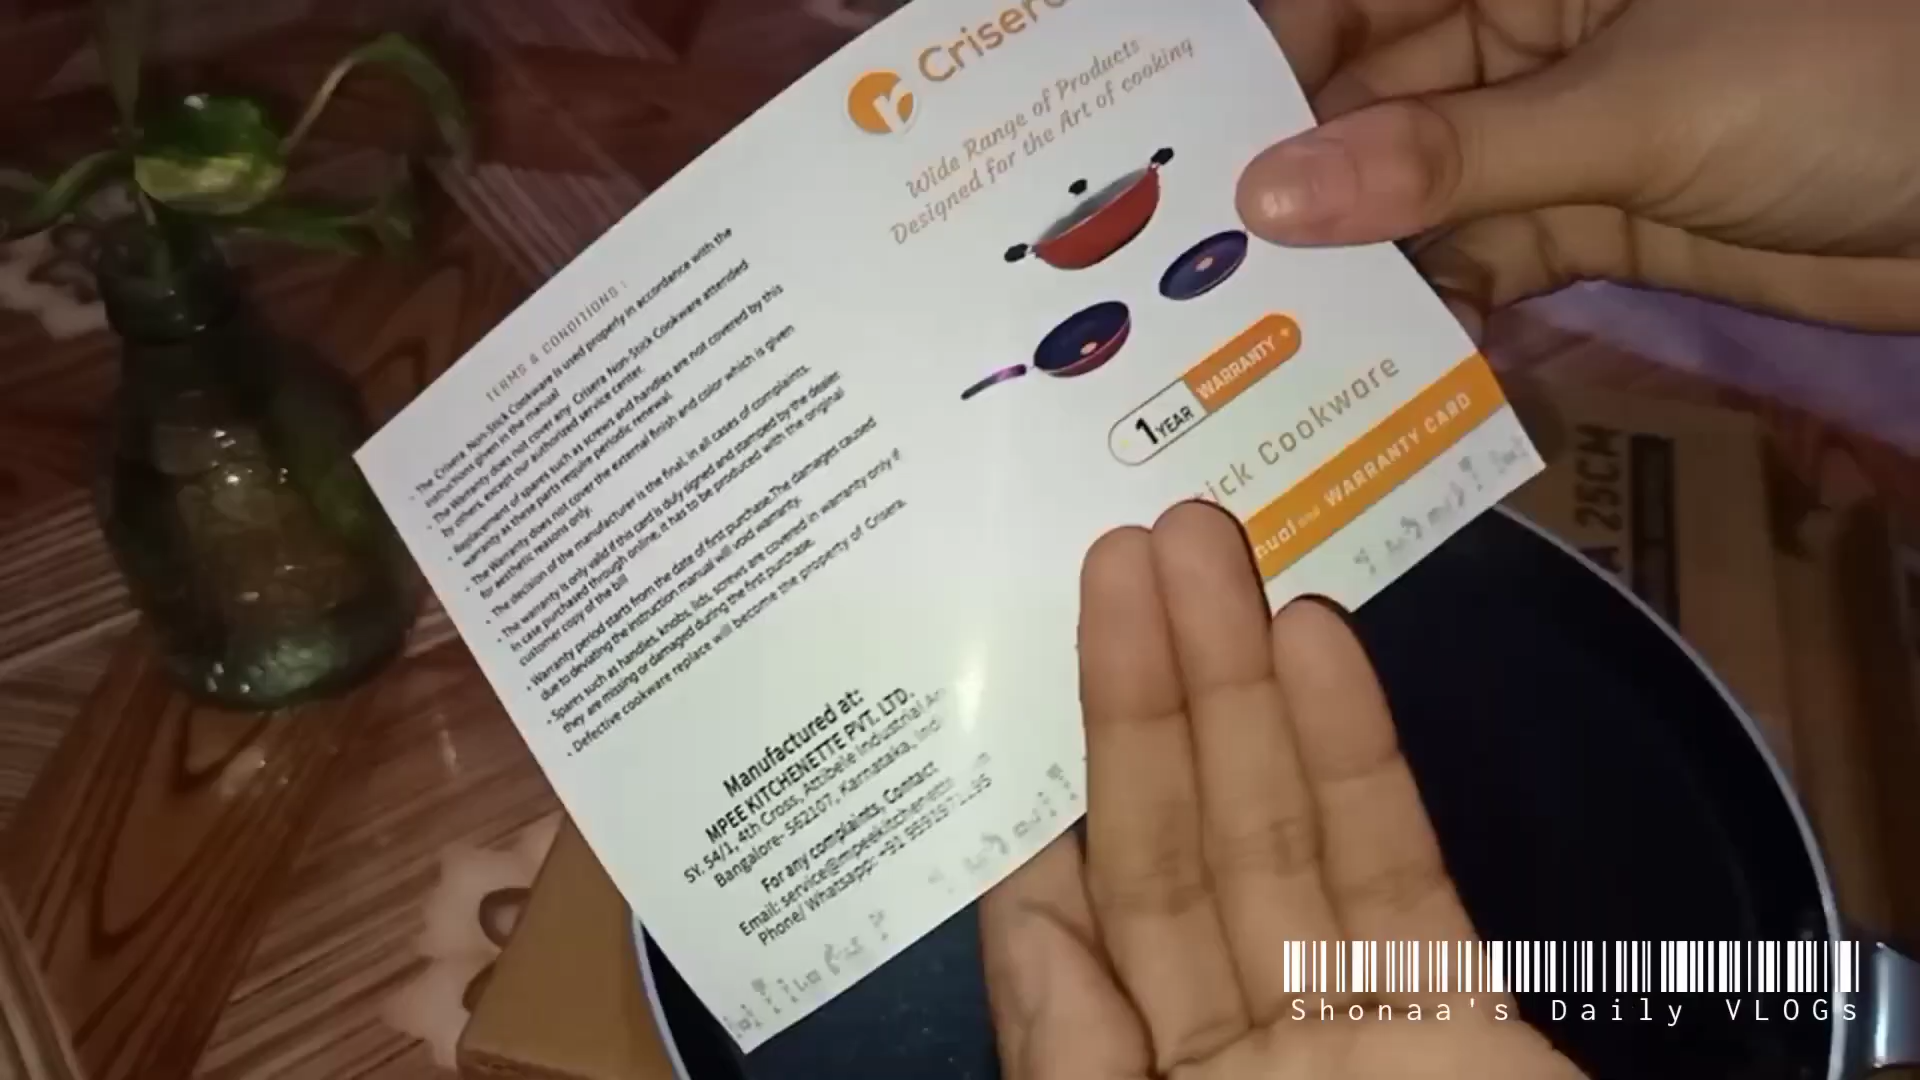 TERMS & CONDITIONS :
• The Crisera Non-Stick Cookware is used properly in accordance with the
instructions given in the manual
• The Warranty does not cover any Crisera Non-Stick Cookware attended
by others, except our authorized service center.
• Replacement of spares such as screws and handles are not covered by this
warranty as these parts require periodic renewal.
• The Warranty does not cover the external finish and color which is given
for aesthetic reasons only.
• The decision of the manufacturer is the final, in all cases of complaints.
• The warranty is only valid if this card is duly signed and stamped by the dealer.
In case purchased through online, it has to be produced with the original
customer copy of the bill
• Warranty period starts from the date of first purchase.The damages caused
due to deviating the instruction manual will void warranty.
• Spares such as handles, knobs, lids, screws are covered in warranty only if
they are missing or damaged during the first purchase.
• Defective cookware replace will become the property of Crisera.
Manufactured at:
MPEE KITCHENETTE PVT. LTD.
SY. 54/1, 4th Cross, Attibele Industrial
Bangalore- 562107, Karnataka,
For any complaints, Contact
Email: service@mpeekitchenette
Phone/ Whatsapp: +91
Crisera
Wide Range of Products
Designed for the Art of cooking
1 YEAR WARRANTY
tick Cookware
nual and WARRANTY CARD
A 25CM
Shonaa's Daily VLOGs